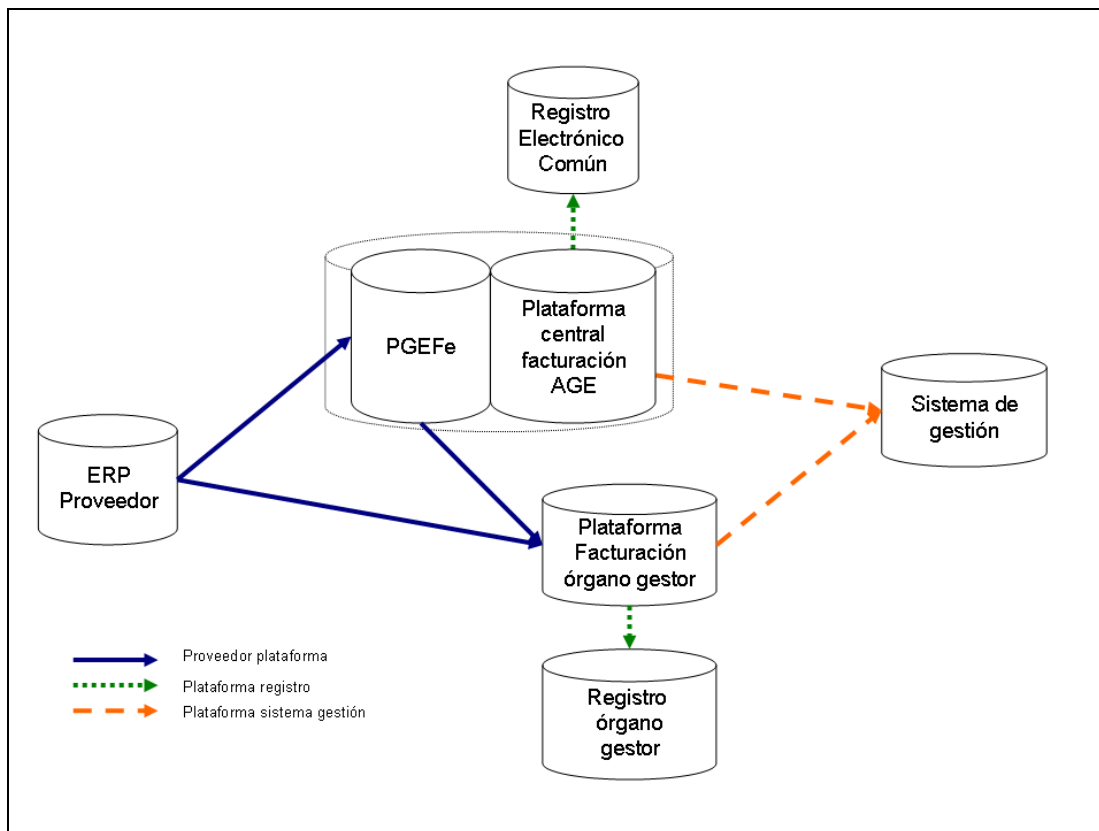 Registro
Electrónico
Común
PGEFe
Plataforma
central
facturación
AGE
Sistema de
gestión
ERP
Proveedor
Plataforma
Facturación
órgano gestor
Registro
órgano
gestor
Proveedor plataforma
Plataforma registro
Plataforma sistema gestión